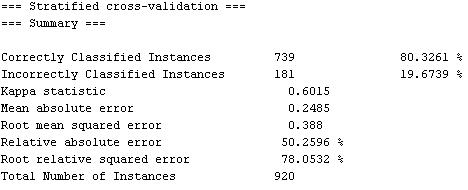 === Stratified cross-validation ===
=== Summary ===
Correctly Classified Instances 739 80.3261 %
Incorrectly Classified Instances 181 19.6739 %
Kappa statistic 0.6015
Mean absolute error 0.2485
Root mean squared error 0.388
Relative absolute error 50.2596 %
Root relative squared error 78.0532 %
Total Number of Instances 920